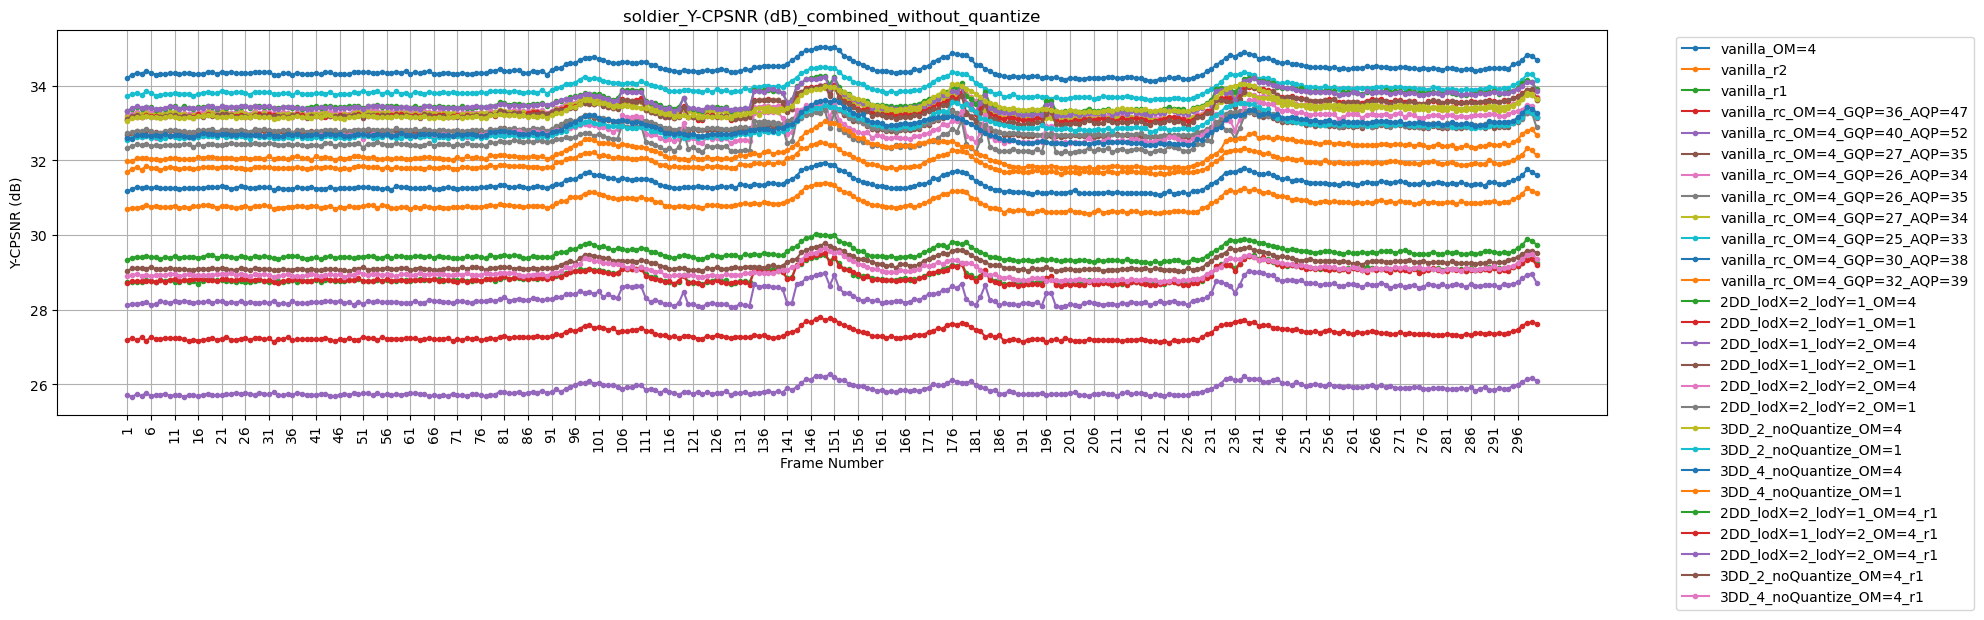 soldier_Y-CPSNR (dB)_combined_without_quantize
Y-CPSNR (dB)
34
32
30
28
26
1 6 11 16 21 26 31 36 41 46 51 56 61 66 71 76 81 86 91 96 101 106 111 116 121 126 131 136 141 146 151 156 161 166 171 176 181 186 191 196 201 206 211 216 221 226 231 236 241 246 251 256 261 266 271 276 281 286 291 296
Frame Number
vanilla_OM=4
vanilla_r2
vanilla_r1
vanilla_rc_OM=4_GQP=36_AQP=47
vanilla_rc_OM=4_GQP=40_AQP=52
vanilla_rc_OM=4_GQP=27_AQP=35
vanilla_rc_OM=4_GQP=26_AQP=34
vanilla_rc_OM=4_GQP=26_AQP=35
vanilla_rc_OM=4_GQP=27_AQP=34
vanilla_rc_OM=4_GQP=25_AQP=33
vanilla_rc_OM=4_GQP=30_AQP=38
vanilla_rc_OM=4_GQP=32_AQP=39
2DD_lodX=2_lodY=1_OM=4
2DD_lodX=2_lodY=1_OM=1
2DD_lodX=1_lodY=2_OM=4
2DD_lodX=1_lodY=2_OM=1
2DD_lodX=2_lodY=2_OM=4
2DD_lodX=2_lodY=2_OM=1
3DD_2_noQuantize_OM=4
3DD_2_noQuantize_OM=1
3DD_4_noQuantize_OM=4
3DD_4_noQuantize_OM=1
2DD_lodX=2_lodY=1_OM=4_r1
2DD_lodX=1_lodY=2_OM=4_r1
2DD_lodX=2_lodY=2_OM=4_r1
3DD_2_noQuantize_OM=4_r1
3DD_4_noQuantize_OM=4_r1